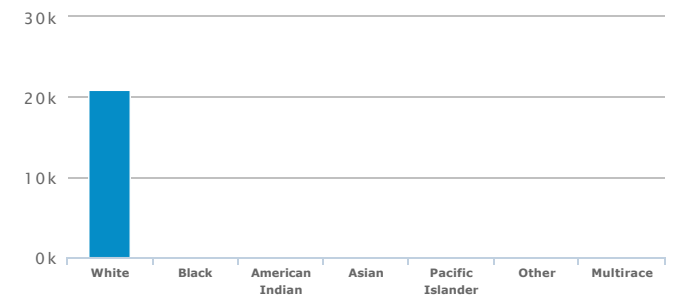 30k
20k
10k
0k
White Black American Asian Pacific Other Multirace
Indian Islander